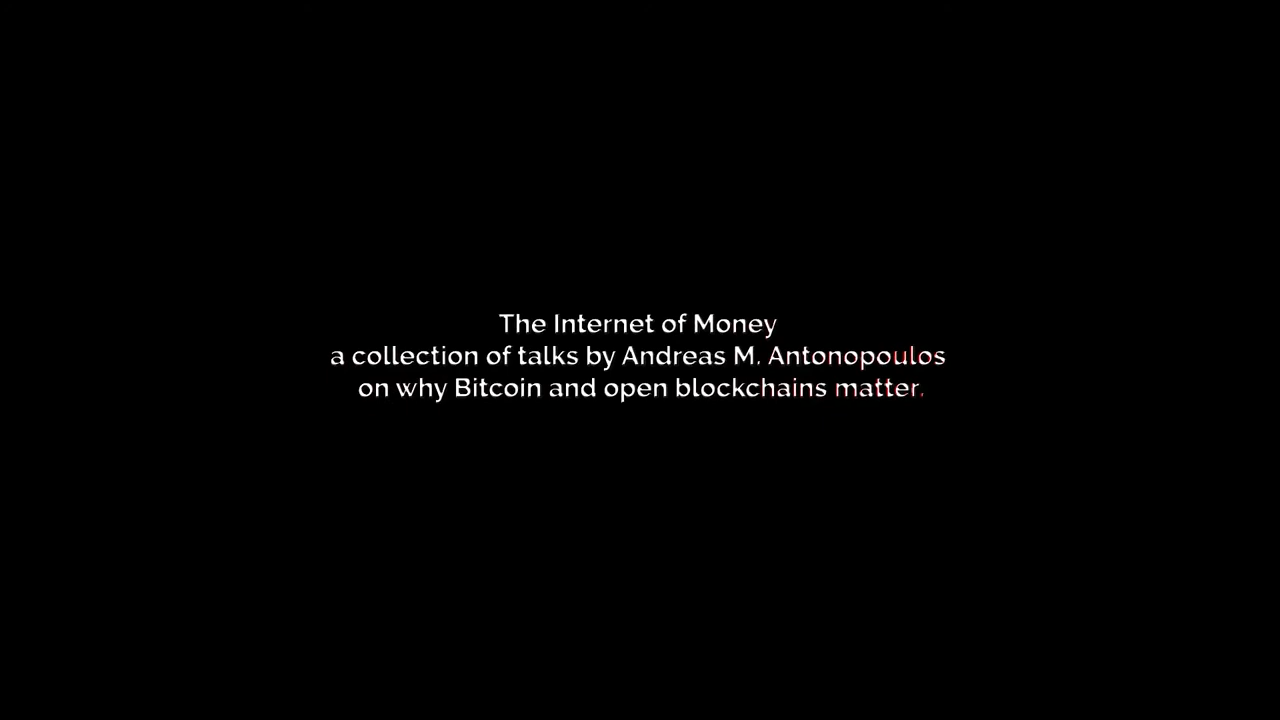 The Internet of Money
a collection of talks by Andreas M. Antonopoulos
on why Bitcoin and open blockchains matter.